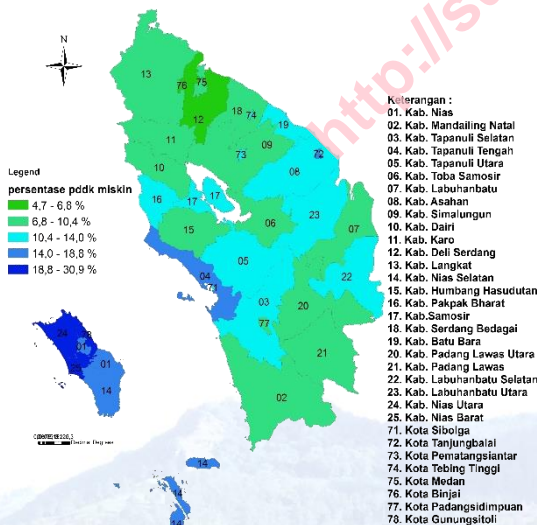 http://su
N
13
76
75
12
18
74
19
11
73
09
72
10
08
16
17
17
23
15
06
07
04
05
22
71
03
20
77
21
02
24
78
01
01
25
14
14
14
14
Legend
persentase pddk miskin
4,7 - 6,8 %
6,8 - 10,4 %
10,4 - 14,0 %
14,0 - 18,8 %
18,8 - 30,9 %
Keterangan :
01. Kab. Nias
02. Kab. Mandailing Natal
03. Kab. Tapanuli Selatan
04. Kab. Tapanuli Tengah
05. Kab. Tapanuli Utara
06. Kab. Toba Samosir
07. Kab. Labuhanbatu
08. Kab. Asahan
09. Kab. Simalungun
10. Kab. Dairi
11. Kab. Karo
12. Kab. Deli Serdang
13. Kab. Langkat
14. Kab. Nias Selatan
15. Kab. Humbang Hasudutan
16. Kab. Pakpak Bharat
17. Kab.Samosir
18. Kab. Serdang Bedagai
19. Kab. Batu Bara
20. Kab. Padang Lawas Utara
21. Kab. Padang Lawas
22. Kab. Labuhanbatu Selatan
23. Kab. Labuhanbatu Utara
24. Kab. Nias Utara
25. Kab. Nias Barat
71. Kota Sibolga
72. Kota Tanjungbalai
73. Kota Pematangsiantar
74. Kota Tebing Tinggi
75. Kota Medan
76. Kota Binjai
77. Kota Padangsidimpuan
78. Kota Gunungsitoli